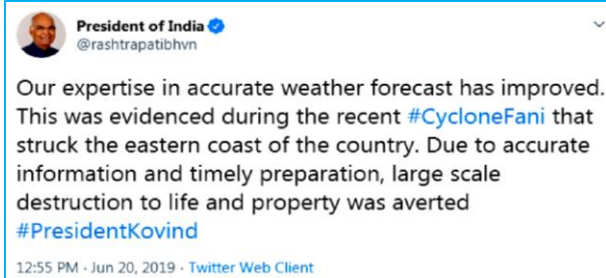 President of India
@rashtrapatibhvn
Our expertise in accurate weather forecast has improved.
This was evidenced during the recent #CycloneFani that
struck the eastern coast of the country. Due to accurate
information and timely preparation, large scale
destruction to life and property was averted
#PresidentKovind
12:55 PM · Jun 20, 2019 · Twitter Web Client